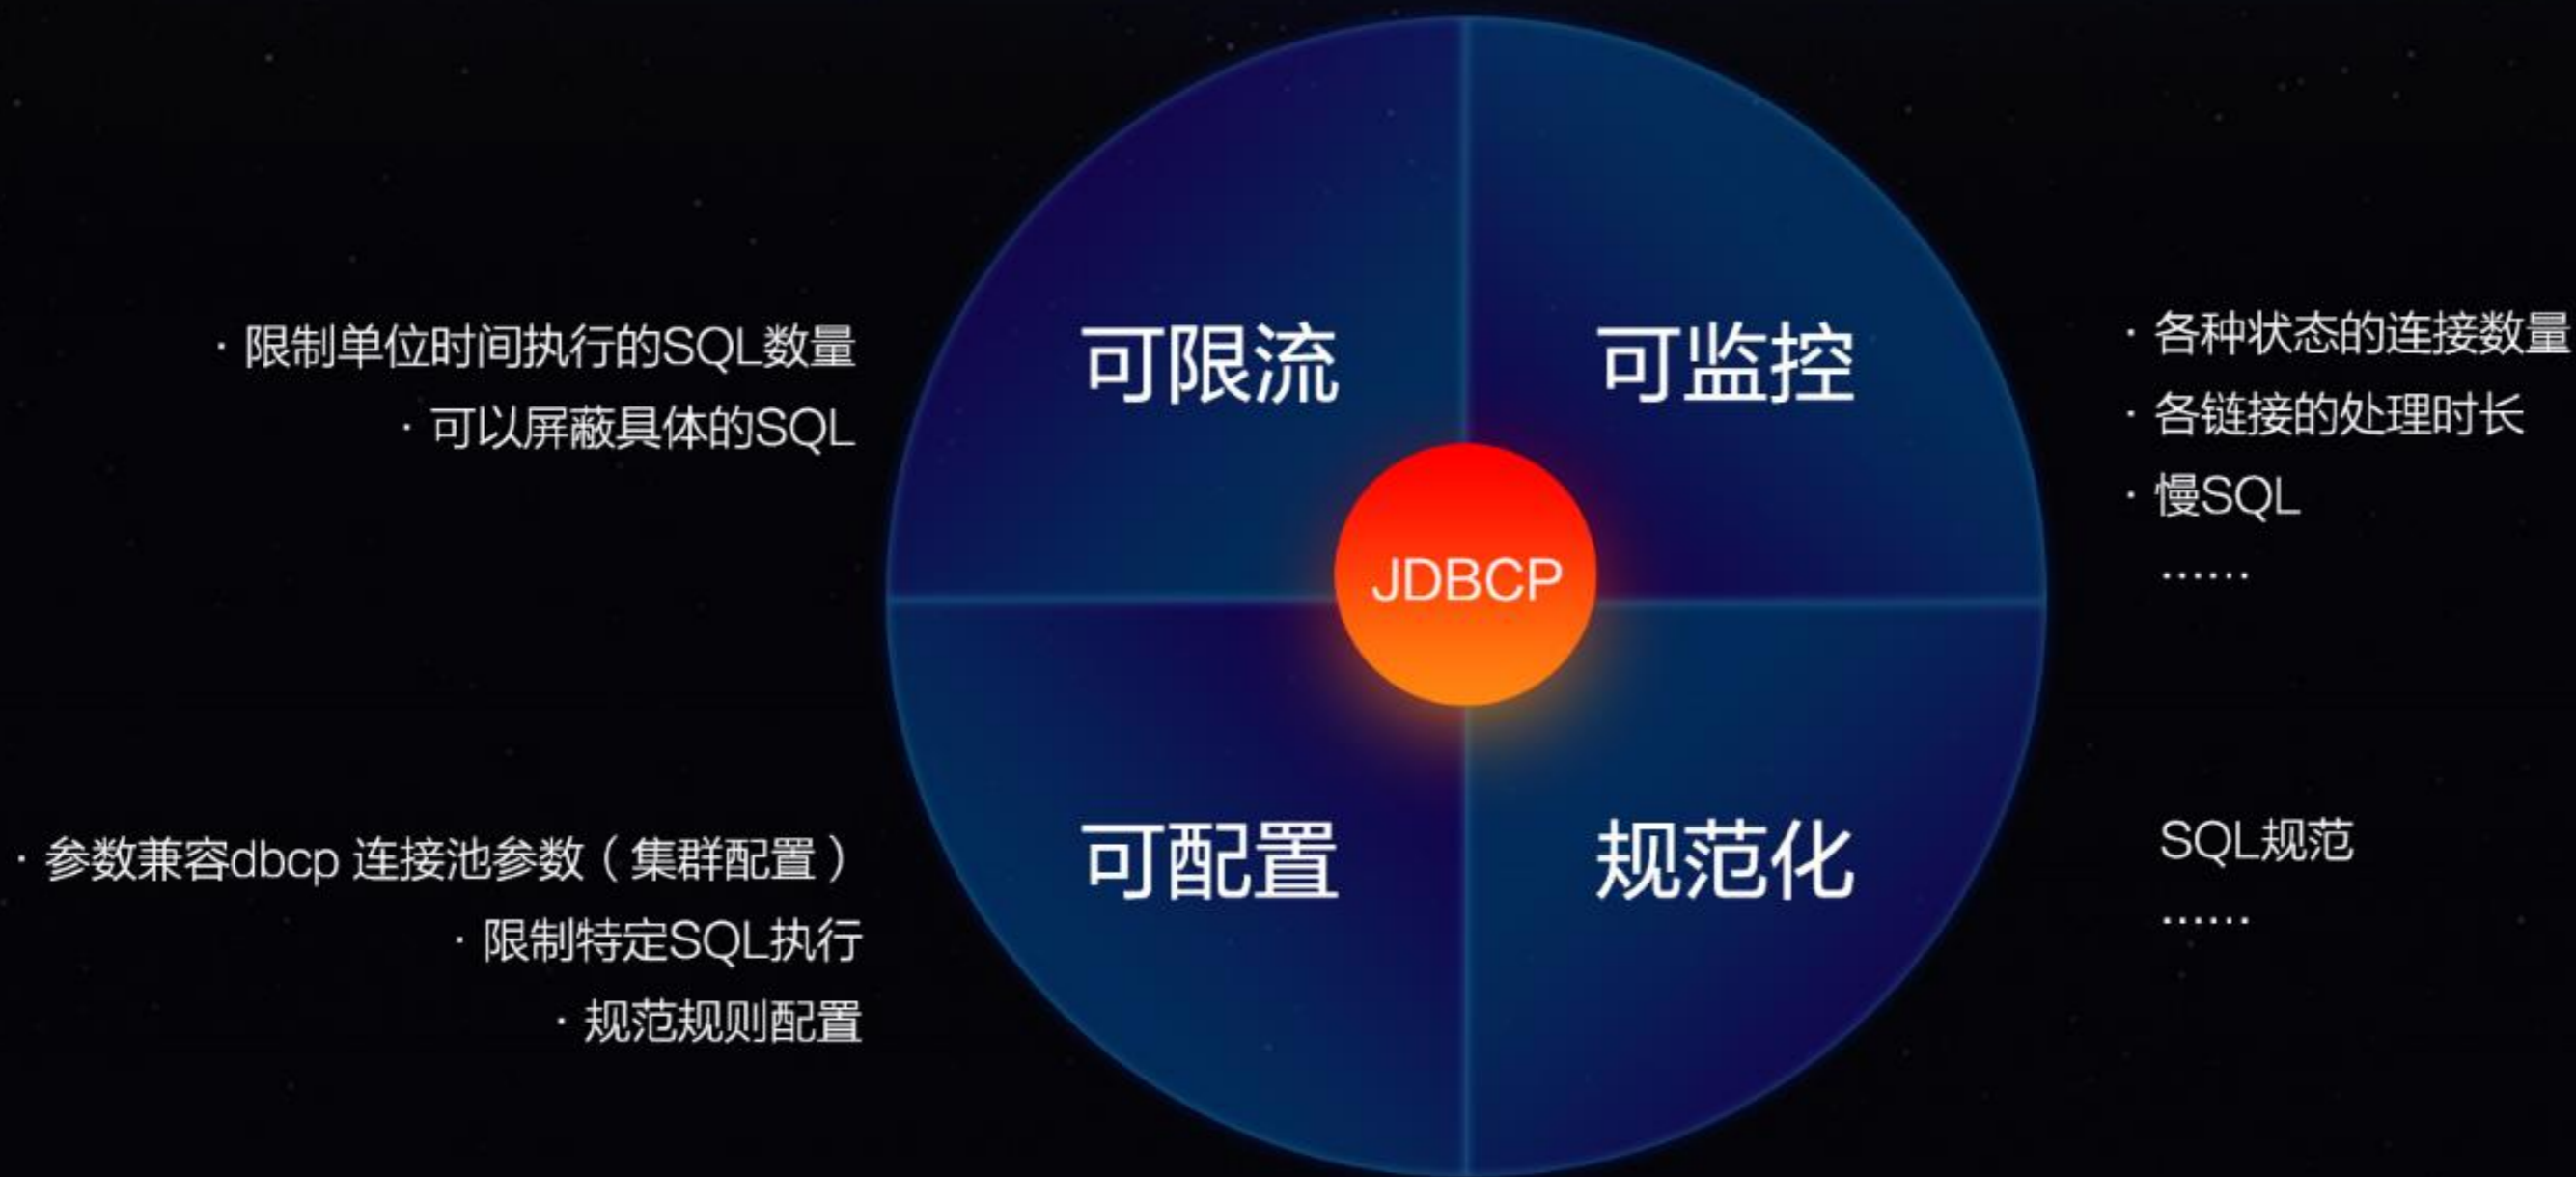 可限流
· 限制单位时间执行的SQL数量
· 可以屏蔽具体的SQL
可监控
· 各种状态的连接数量
· 各链接的处理时长
· 慢SQL
……
JDBCP
可配置
· 参数兼容dbcp 连接池参数（集群配置）
· 限制特定SQL执行
· 规范规则配置
规范化
SQL规范
……